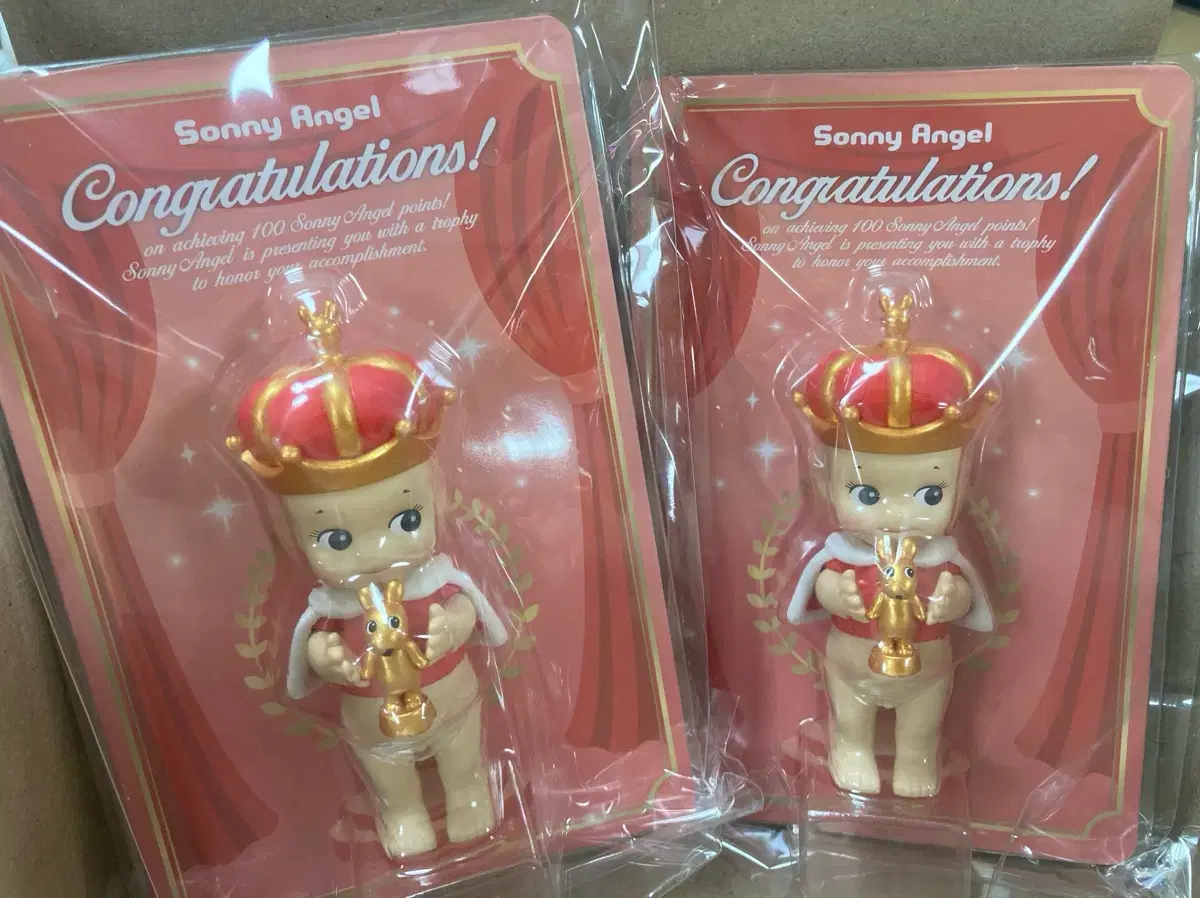 Sonny Angel
Congratulations!
on achieving 100 Sonny Angel points!
Sonny Angel is presenting you with a trophy
to honor your accomplishment.
Sonny Angel
Congratulations!
on achieving 100 Sonny Angel points!
Sonny Angel is presenting you with a trophy
to honor your accomplishment.